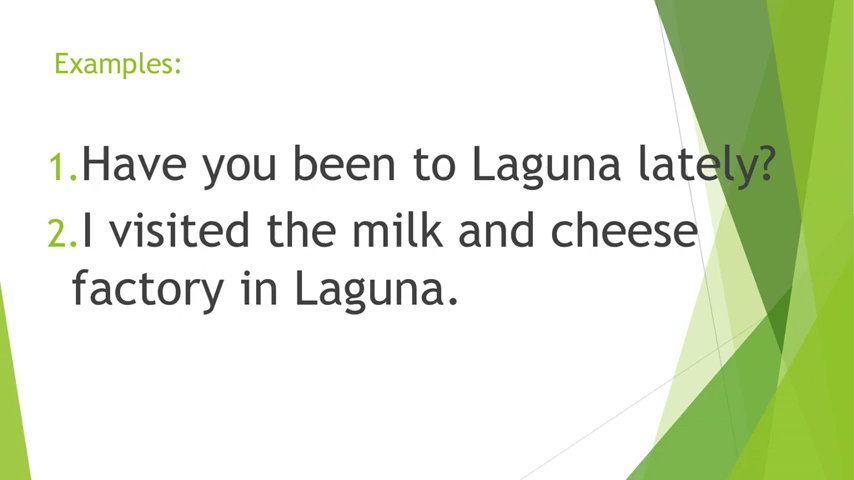 Examples:
1.Have you been to Laguna lately?
2.I visited the milk and cheese
factory in Laguna.